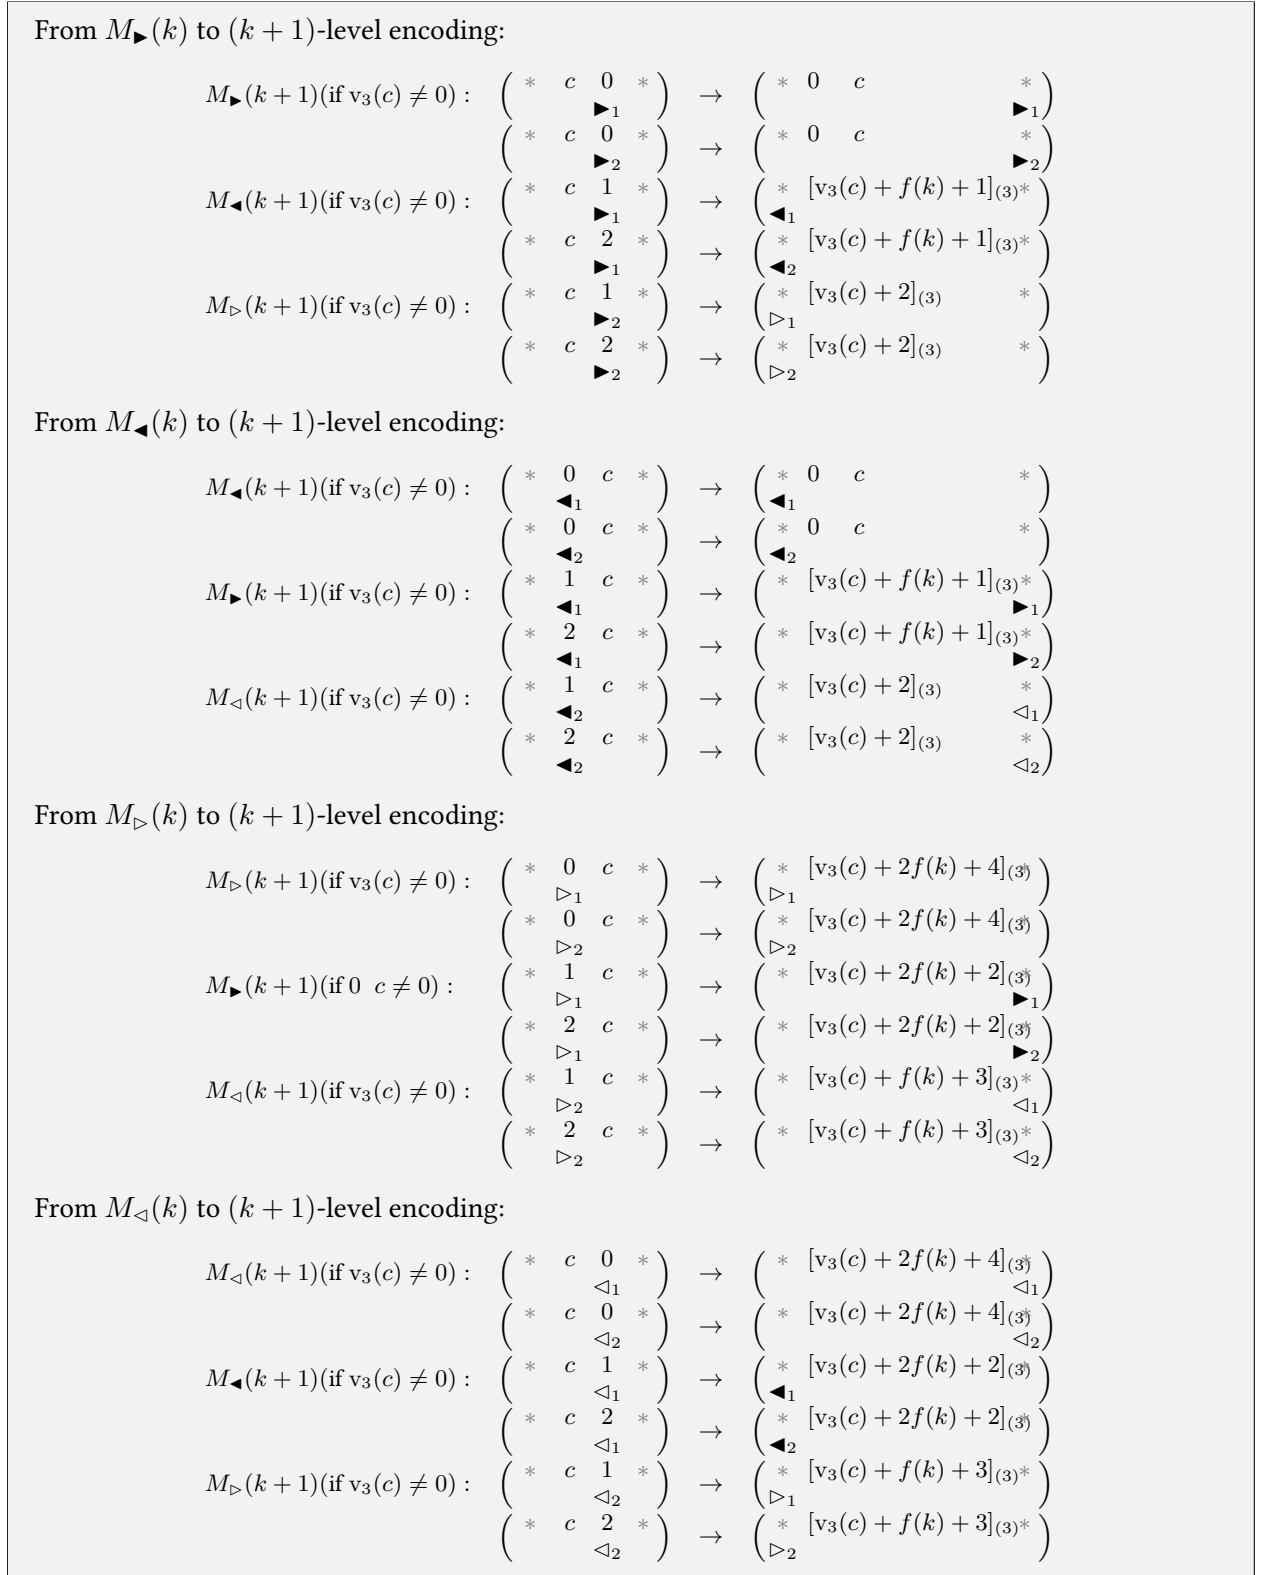 From M▶(k) to (k + 1)-level encoding:
M▶(k + 1)(if v₃(c) ≠ 0) : ( * c 0 * ▶₁ ) → ( * 0 c * ▶₁ )
( * c 0 * ▶₂ ) → ( * 0 c * ▶₂ )
M◀(k + 1)(if v₃(c) ≠ 0) : ( * c 1 * ▶₁ ) → ( * [v₃(c) + f(k) + 1]₍₃₎ * ◀₁ )
( * c 2 * ▶₁ ) → ( * [v₃(c) + f(k) + 1]₍₃₎ * ◀₂ )
M▷(k + 1)(if v₃(c) ≠ 0) : ( * c 1 * ▶₂ ) → ( * [v₃(c) + 2]₍₃₎ * ▷₁ )
( * c 2 * ▶₂ ) → ( * [v₃(c) + 2]₍₃₎ * ▷₂ )
From M◀(k) to (k + 1)-level encoding:
M◀(k + 1)(if v₃(c) ≠ 0) : ( * 0 c * ◀₁ ) → ( * 0 c * ◀₁ )
( * 0 c * ◀₂ ) → ( * 0 c * ◀₂ )
M▶(k + 1)(if v₃(c) ≠ 0) : ( * 1 c * ◀₁ ) → ( * [v₃(c) + f(k) + 1]₍₃₎ * ▶₁ )
( * 2 c * ◀₁ ) → ( * [v₃(c) + f(k) + 1]₍₃₎ * ▶₂ )
M◁(k + 1)(if v₃(c) ≠ 0) : ( * 1 c * ◀₂ ) → ( * [v₃(c) + 2]₍₃₎ * ◁₁ )
( * 2 c * ◀₂ ) → ( * [v₃(c) + 2]₍₃₎ * ◁₂ )
From M▷(k) to (k + 1)-level encoding:
M▷(k + 1)(if v₃(c) ≠ 0) : ( * 0 c * ▷₁ ) → ( * [v₃(c) + 2f(k) + 4]₍₃₎ * ▷₁ )
( * 0 c * ▷₂ ) → ( * [v₃(c) + 2f(k) + 4]₍₃₎ * ▷₂ )
M▶(k + 1)(if 0 c ≠ 0) : ( * 1 c * ▷₁ ) → ( * [v₃(c) + 2f(k) + 2]₍₃₎ * ▶₁ )
( * 2 c * ▷₁ ) → ( * [v₃(c) + 2f(k) + 2]₍₃₎ * ▶₂ )
M◁(k + 1)(if v₃(c) ≠ 0) : ( * 1 c * ▷₂ ) → ( * [v₃(c) + f(k) + 3]₍₃₎ * ◁₁ )
( * 2 c * ▷₂ ) → ( * [v₃(c) + f(k) + 3]₍₃₎ * ◁₂ )
From M◁(k) to (k + 1)-level encoding:
M◁(k + 1)(if v₃(c) ≠ 0) : ( * c 0 * ◁₁ ) → ( * [v₃(c) + 2f(k) + 4]₍₃₎ * ◁₁ )
( * c 0 * ◁₂ ) → ( * [v₃(c) + 2f(k) + 4]₍₃₎ * ◁₂ )
M◀(k + 1)(if v₃(c) ≠ 0) : ( * c 1 * ◁₁ ) → ( * [v₃(c) + 2f(k) + 2]₍₃₎ * ◀₁ )
( * c 2 * ◁₁ ) → ( * [v₃(c) + 2f(k) + 2]₍₃₎ * ◀₂ )
M▷(k + 1)(if v₃(c) ≠ 0) : ( * c 1 * ◁₂ ) → ( * [v₃(c) + f(k) + 3]₍₃₎ * ▷₁ )
( * c 2 * ◁₂ ) → ( * [v₃(c) + f(k) + 3]₍₃₎ * ▷₂ )